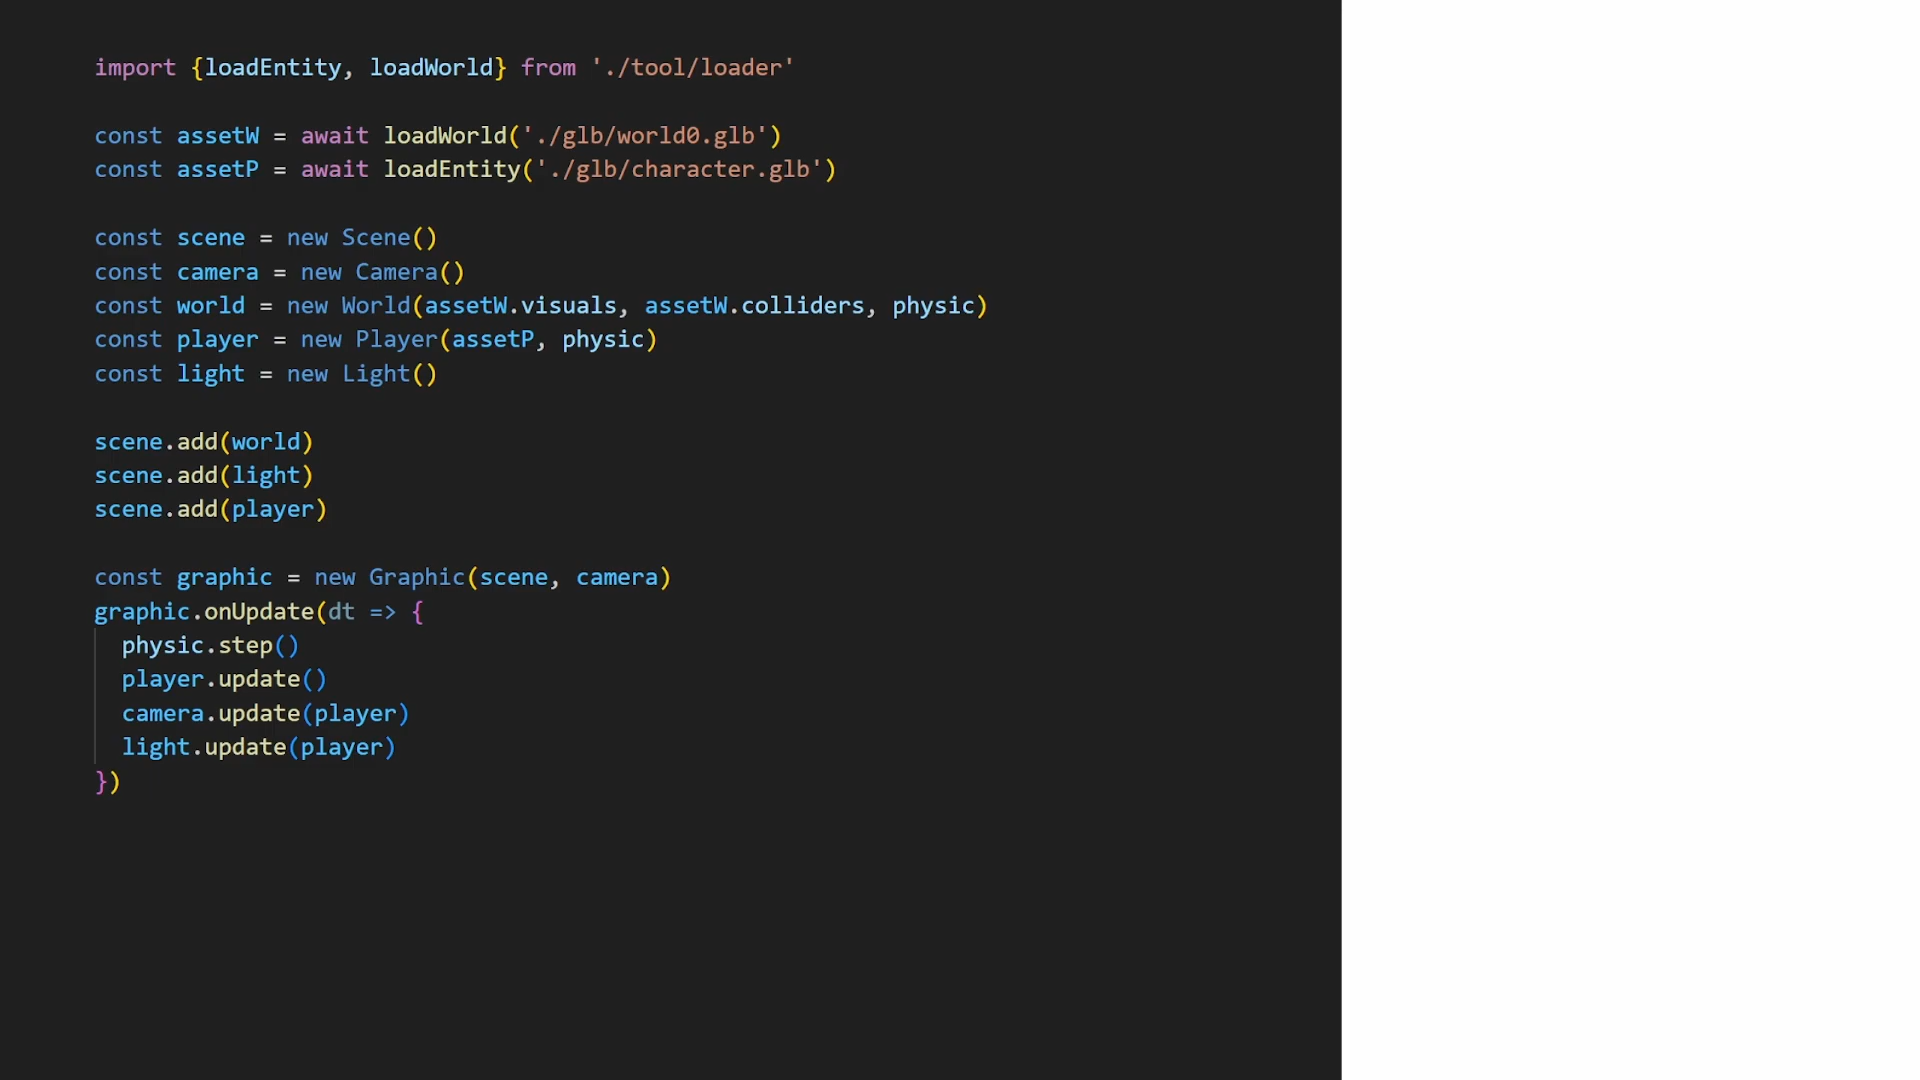 import {loadEntity, loadWorld} from './tool/loader'
const assetW = await loadWorld('./glb/world0.glb')
const assetP = await loadEntity('./glb/character.glb')
const scene = new Scene()
const camera = new Camera()
const world = new World(assetW.visuals, assetW.colliders, physic)
const player = new Player(assetP, physic)
const light = new Light()
scene.add(world)
scene.add(light)
scene.add(player)
const graphic = new Graphic(scene, camera)
graphic.onUpdate(dt => {
  physic.step()
  player.update()
  camera.update(player)
  light.update(player)
})